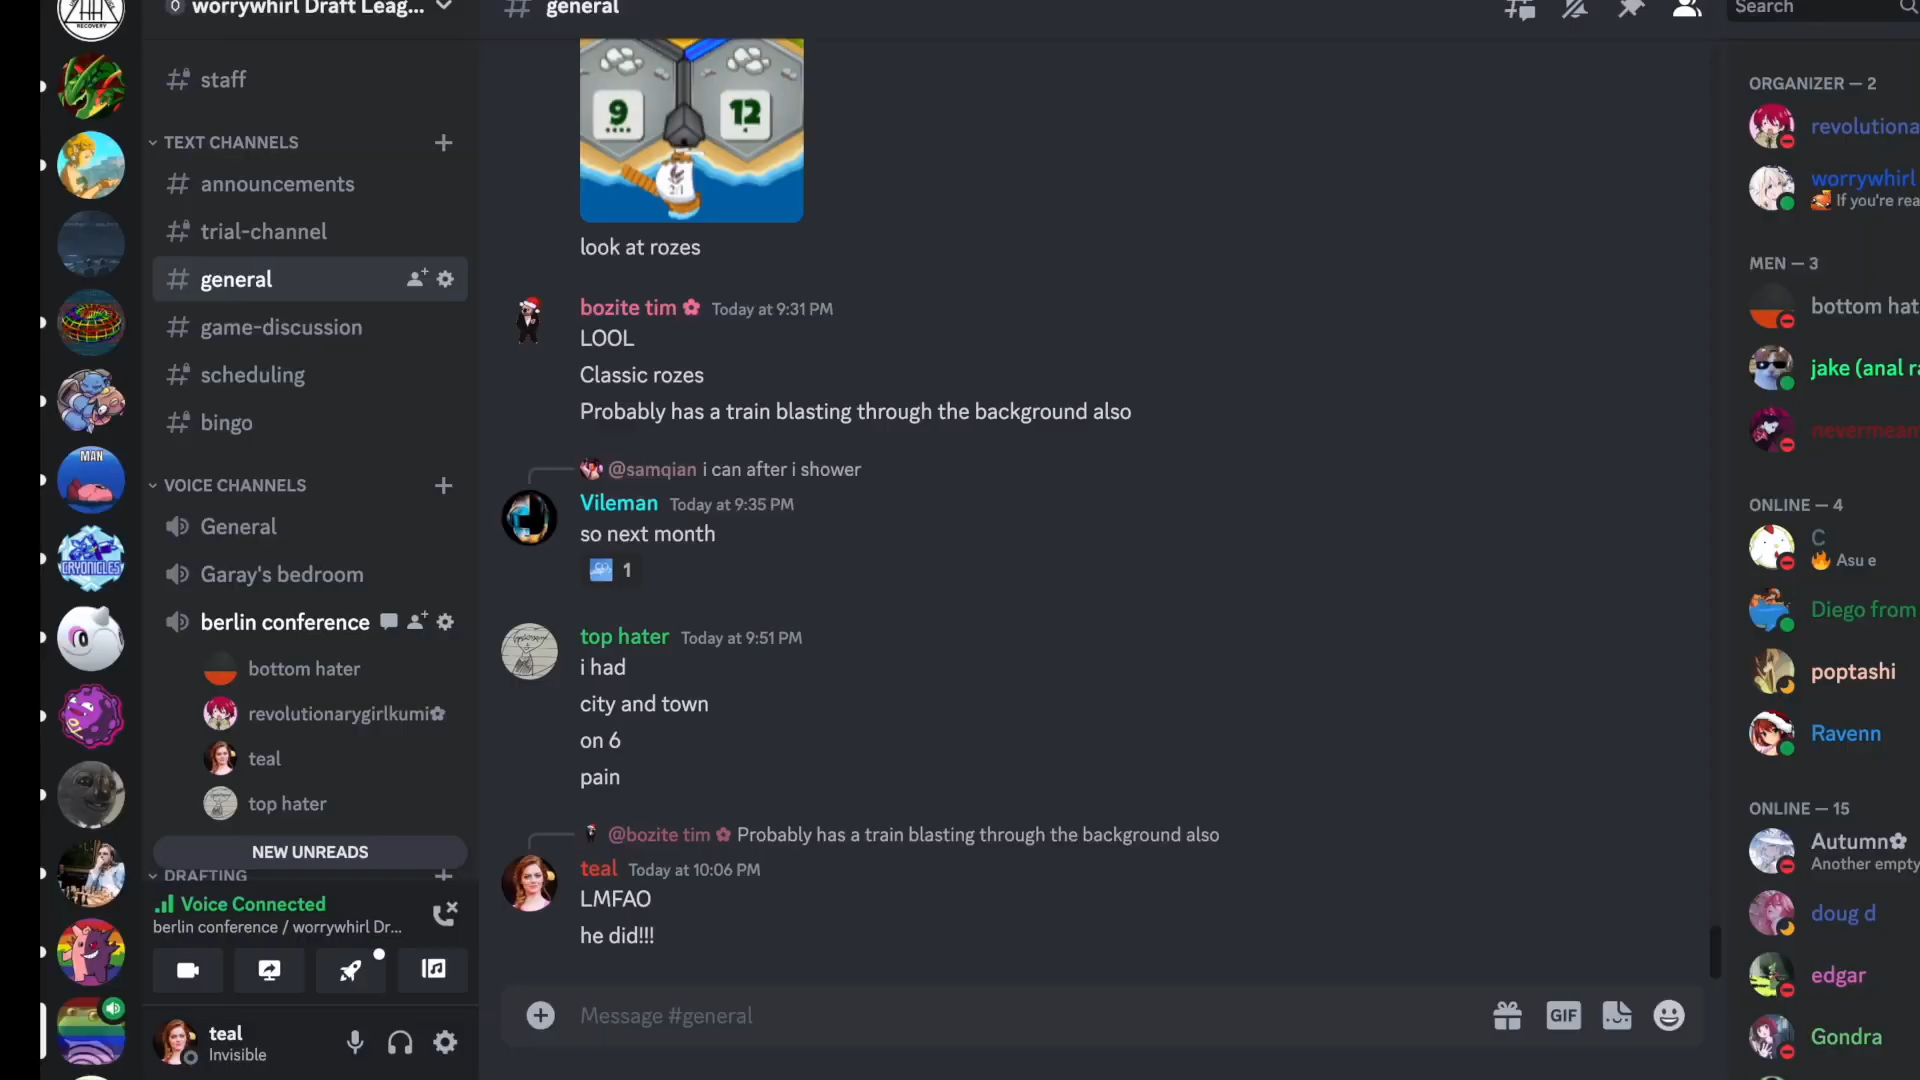 worrywhirl Draft Leag...
staff
TEXT CHANNELS
announcements
trial-channel
general
game-discussion
scheduling
bingo
VOICE CHANNELS
General
Garay's bedroom
berlin conference
bottom hater
revolutionarygirlkumi✿
teal
top hater
NEW UNREADS
DRAFTING
Voice Connected
berlin conference / worrywhirl Dr...
teal
Invisible
RECOVERY
MAN
CRYONICLES
general
Search
9
12
2:1
look at rozes
bozite tim ✿ Today at 9:31 PM
LOOL
Classic rozes
Probably has a train blasting through the background also
@samqian i can after i shower
Vileman Today at 9:35 PM
so next month
1
top hater Today at 9:51 PM
i had
city and town
on 6
pain
@bozite tim ✿ Probably has a train blasting through the background also
teal Today at 10:06 PM
LMFAO
he did!!!
Message #general
GIF
ORGANIZER — 2
revolutiona
worrywhirl
If you're rea
MEN — 3
bottom hat
jake (anal ra
nevermeam
ONLINE — 4
C
Asu e
Diego from
poptashi
Ravenn
ONLINE — 15
Autumn✿
Another empty
doug d
edgar
Gondra